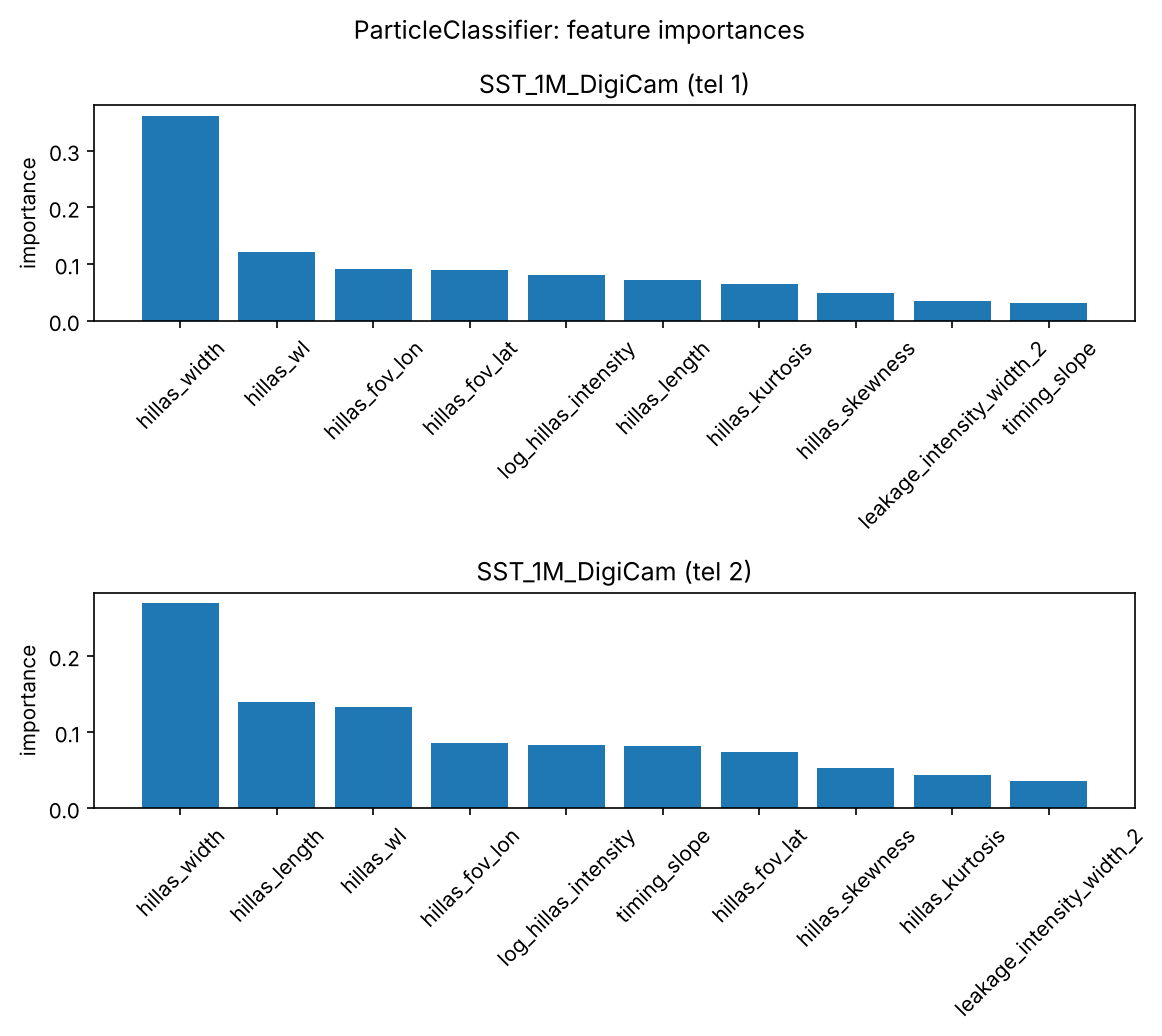 ParticleClassifier: feature importances
SST_1M_DigiCam (tel 1)
importance
0.3
0.2
0.1
0.0
hillas_width
hillas_wl
hillas_fov_lon
hillas_fov_lat
log_hillas_intensity
hillas_length
hillas_kurtosis
hillas_skewness
leakage_intensity_width_2
timing_slope
SST_1M_DigiCam (tel 2)
importance
0.2
0.1
0.0
hillas_width
hillas_length
hillas_wl
hillas_fov_lon
log_hillas_intensity
timing_slope
hillas_fov_lat
hillas_skewness
hillas_kurtosis
leakage_intensity_width_2